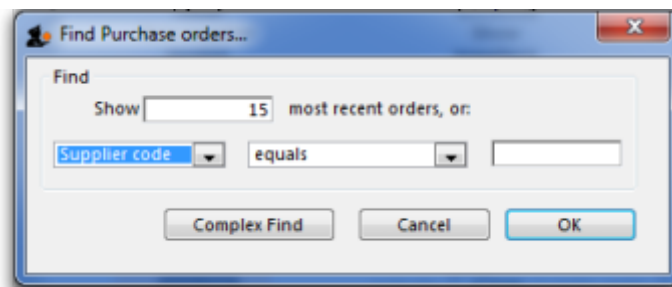 Find Purchase orders...
Find
Show 15 most recent orders, or:
Supplier code equals
Complex Find Cancel OK